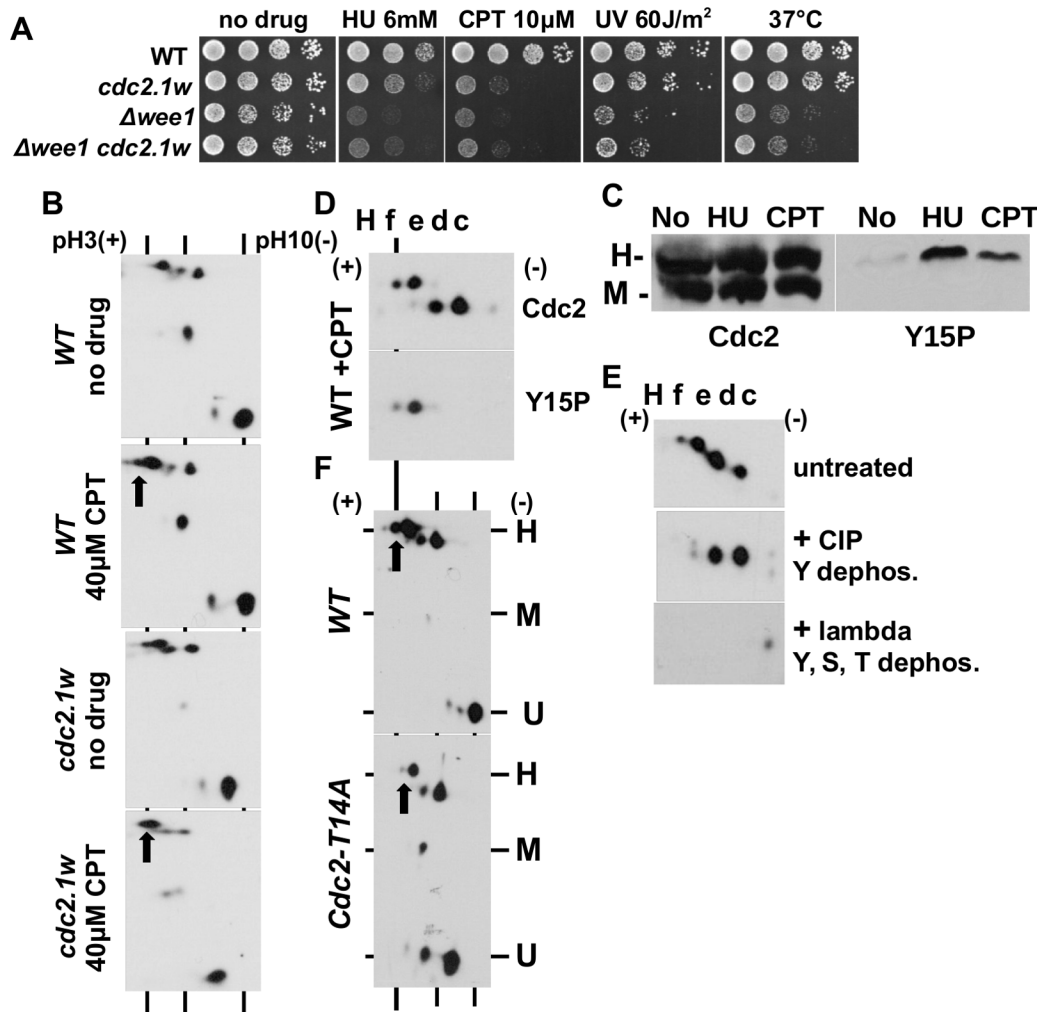 A
no drug HU 6mM CPT 10µM UV 60J/m² 37°C
WT
cdc2.1w
Δwee1
Δwee1 cdc2.1w
B
pH3(+) pH10(-)
WT
no drug
WT
40µM CPT
cdc2.1w
no drug
cdc2.1w
40µM CPT
D
H f e d c
(+) (-)
WT +CPT
Cdc2
Y15P
C
No HU CPT No HU CPT
H-
M -
Cdc2 Y15P
E
H f e d c
(+) (-)
untreated
+ CIP
Y dephos.
+ lambda
Y, S, T dephos.
F
(+) (-)
WT
H
M
U
Cdc2-T14A
H
M
U